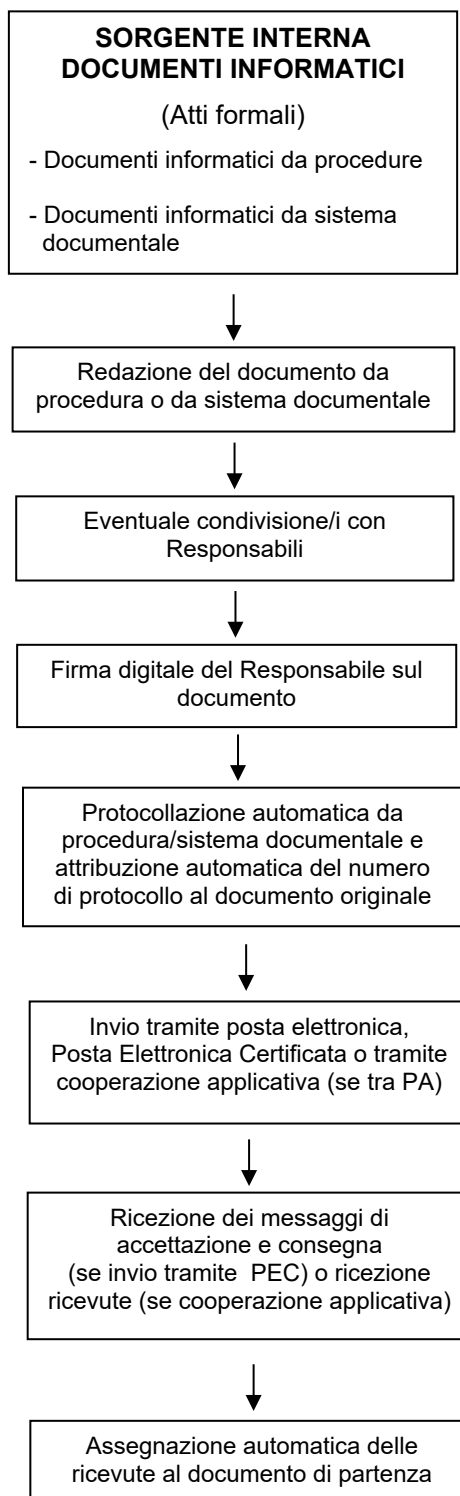 SORGENTE INTERNA
DOCUMENTI INFORMATICI
(Atti formali)
- Documenti informatici da procedure
- Documenti informatici da sistema
documentale
Redazione del documento da
procedura o da sistema documentale
Eventuale condivisione/i con
Responsabili
Firma digitale del Responsabile sul
documento
Protocollazione automatica da
procedura/sistema documentale e
attribuzione automatica del numero
di protocollo al documento originale
Invio tramite posta elettronica,
Posta Elettronica Certificata o tramite
cooperazione applicativa (se tra PA)
Ricezione dei messaggi di
accettazione e consegna
(se invio tramite PEC) o ricezione
ricevute (se cooperazione applicativa)
Assegnazione automatica delle
ricevute al documento di partenza